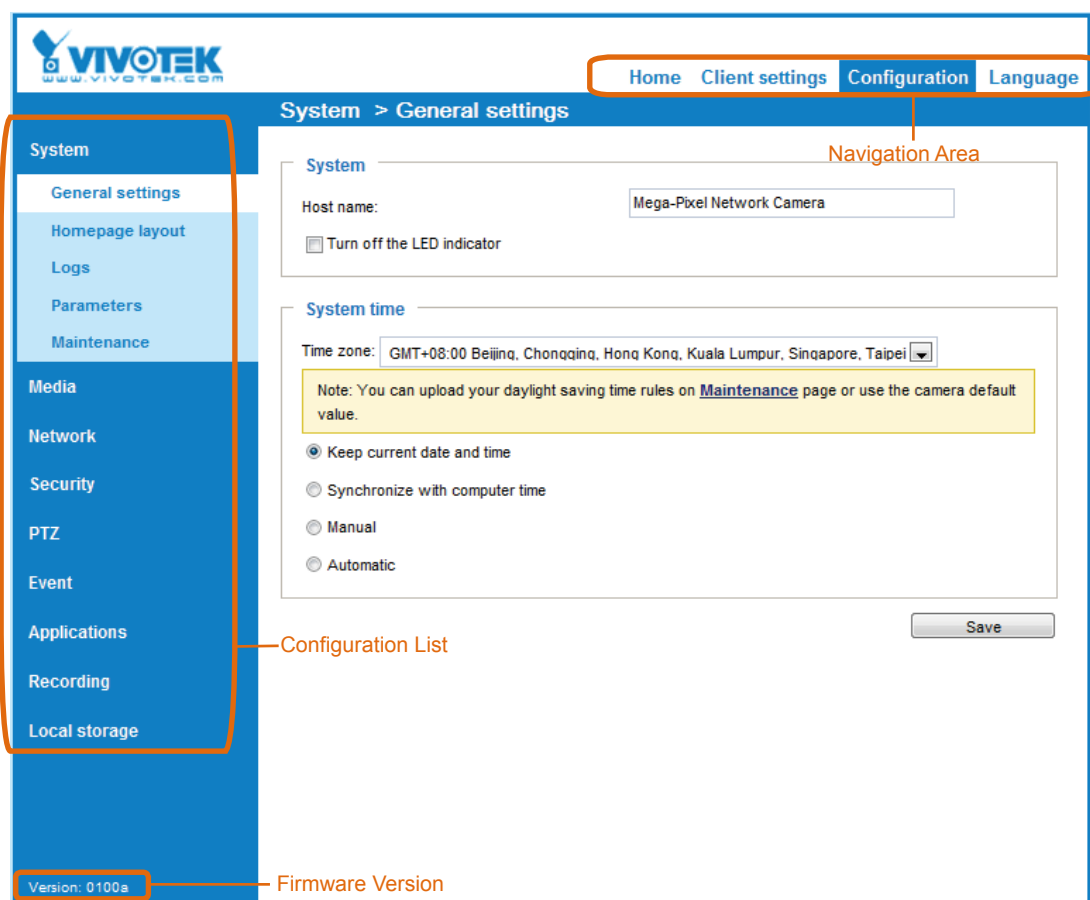 VIVOTEK
www.vivotek.com
Home Client settings Configuration Language
System > General settings
Navigation Area
System
General settings
Homepage layout
Logs
Parameters
Maintenance
Media
Network
Security
PTZ
Event
Applications
Recording
Local storage
Version: 0100a
System
Host name: Mega-Pixel Network Camera
Turn off the LED indicator
System time
Time zone: GMT+08:00 Beijing, Chongqing, Hong Kong, Kuala Lumpur, Singapore, Taipei
Note: You can upload your daylight saving time rules on Maintenance page or use the camera default
value.
Keep current date and time
Synchronize with computer time
Manual
Automatic
Save
Configuration List
Firmware Version